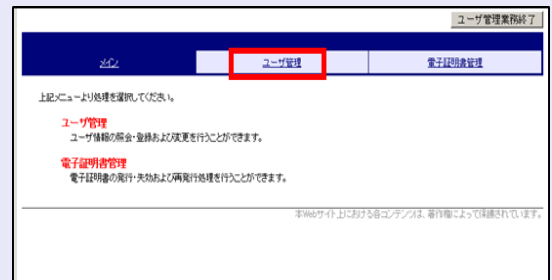 ユーザ管理業務終了
メイン
ユーザ管理
電子証明書管理
上記メニューより処理を選択してください。
ユーザ管理
ユーザ情報の照会・登録および変更を行うことができます。
電子証明書管理
電子証明書の発行・失効および再発行処理を行うことができます。
本Webサイト上における各コンテンツは、著作権によって保護されています。